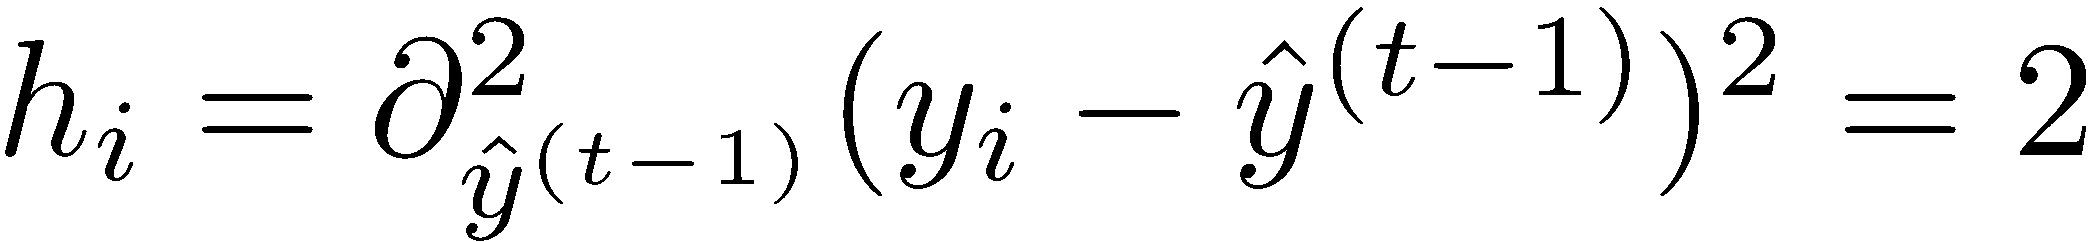 $h_i = \partial^2_{\hat{y}^{(t-1)}} (y_i - \hat{y}^{(t-1)})^2 = 2$